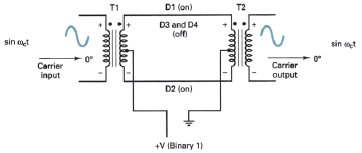 T1
D1 (on)
T2
D3 and D4
(off)
+
+
+
+
sin ωct
sin ωct
Carrier
input
0°
Carrier
output
0°
−
−
−
−
D2 (on)
+V (Binary 1)